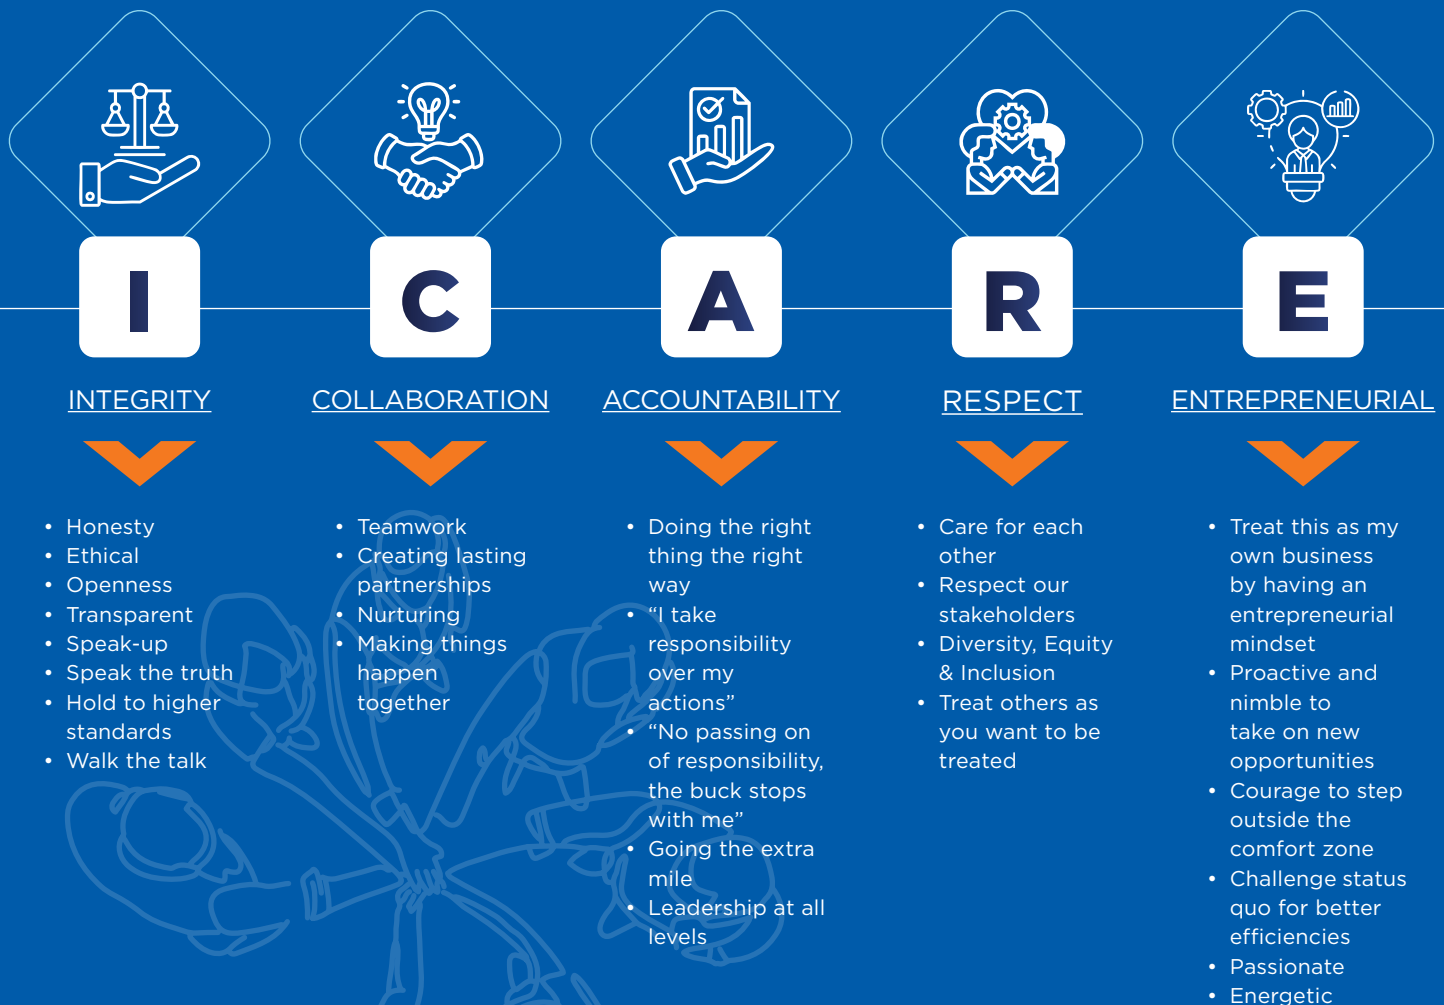 I
C
A
R
E
INTEGRITY
COLLABORATION
ACCOUNTABILITY
RESPECT
ENTREPRENEURIAL
• Honesty
• Ethical
• Openness
• Transparent
• Speak-up
• Speak the truth
• Hold to higher
standards
• Walk the talk
• Teamwork
• Creating lasting
partnerships
• Nurturing
• Making things
happen
together
• Doing the right
thing the right
way
• “I take
responsibility
over my
actions”
• “No passing on
of responsibility,
the buck stops
with me”
• Going the extra
mile
• Leadership at all
levels
• Care for each
other
• Respect our
stakeholders
• Diversity, Equity
& Inclusion
• Treat others as
you want to be
treated
• Treat this as my
own business
by having an
entrepreneurial
mindset
• Proactive and
nimble to
take on new
opportunities
• Courage to step
outside the
comfort zone
• Challenge status
quo for better
efficiencies
• Passionate
• Energetic